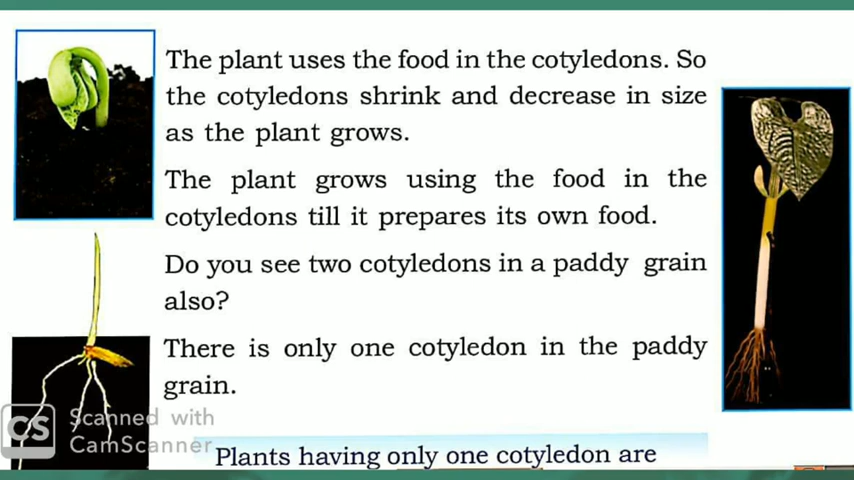 The plant uses the food in the cotyledons. So
the cotyledons shrink and decrease in size
as the plant grows.
The plant grows using the food in the
cotyledons till it prepares its own food.
Do you see two cotyledons in a paddy grain
also?
There is only one cotyledon in the paddy
grain.
CS
Scanned with
CamScanner
Plants having only one cotyledon are